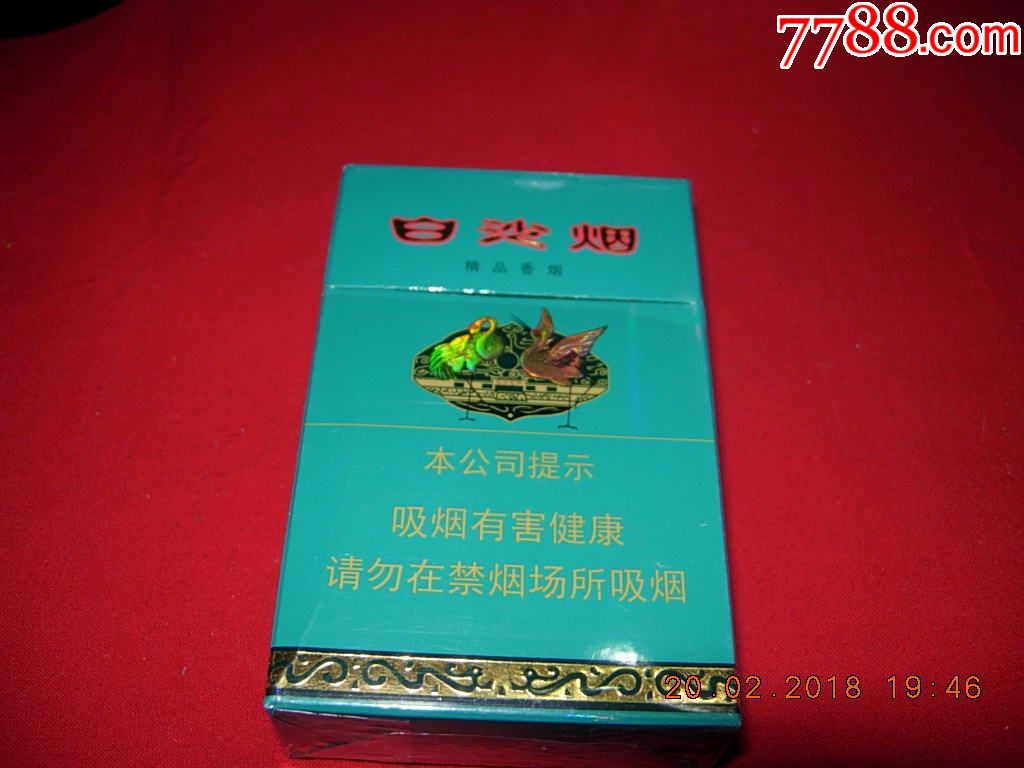 7788.com
白沙烟
精品香烟
本公司提示
吸烟有害健康
请勿在禁烟场所吸烟
20.02.2018 19:46